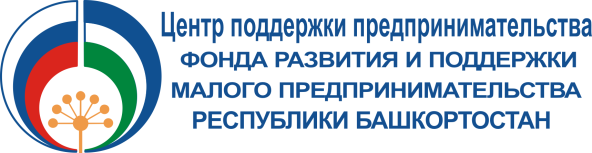 Центр поддержки предпринимательства
ФОНДА РАЗВИТИЯ И ПОДДЕРЖКИ
МАЛОГО ПРЕДПРИНИМАТЕЛЬСТВА
РЕСПУБЛИКИ БАШКОРТОСТАН